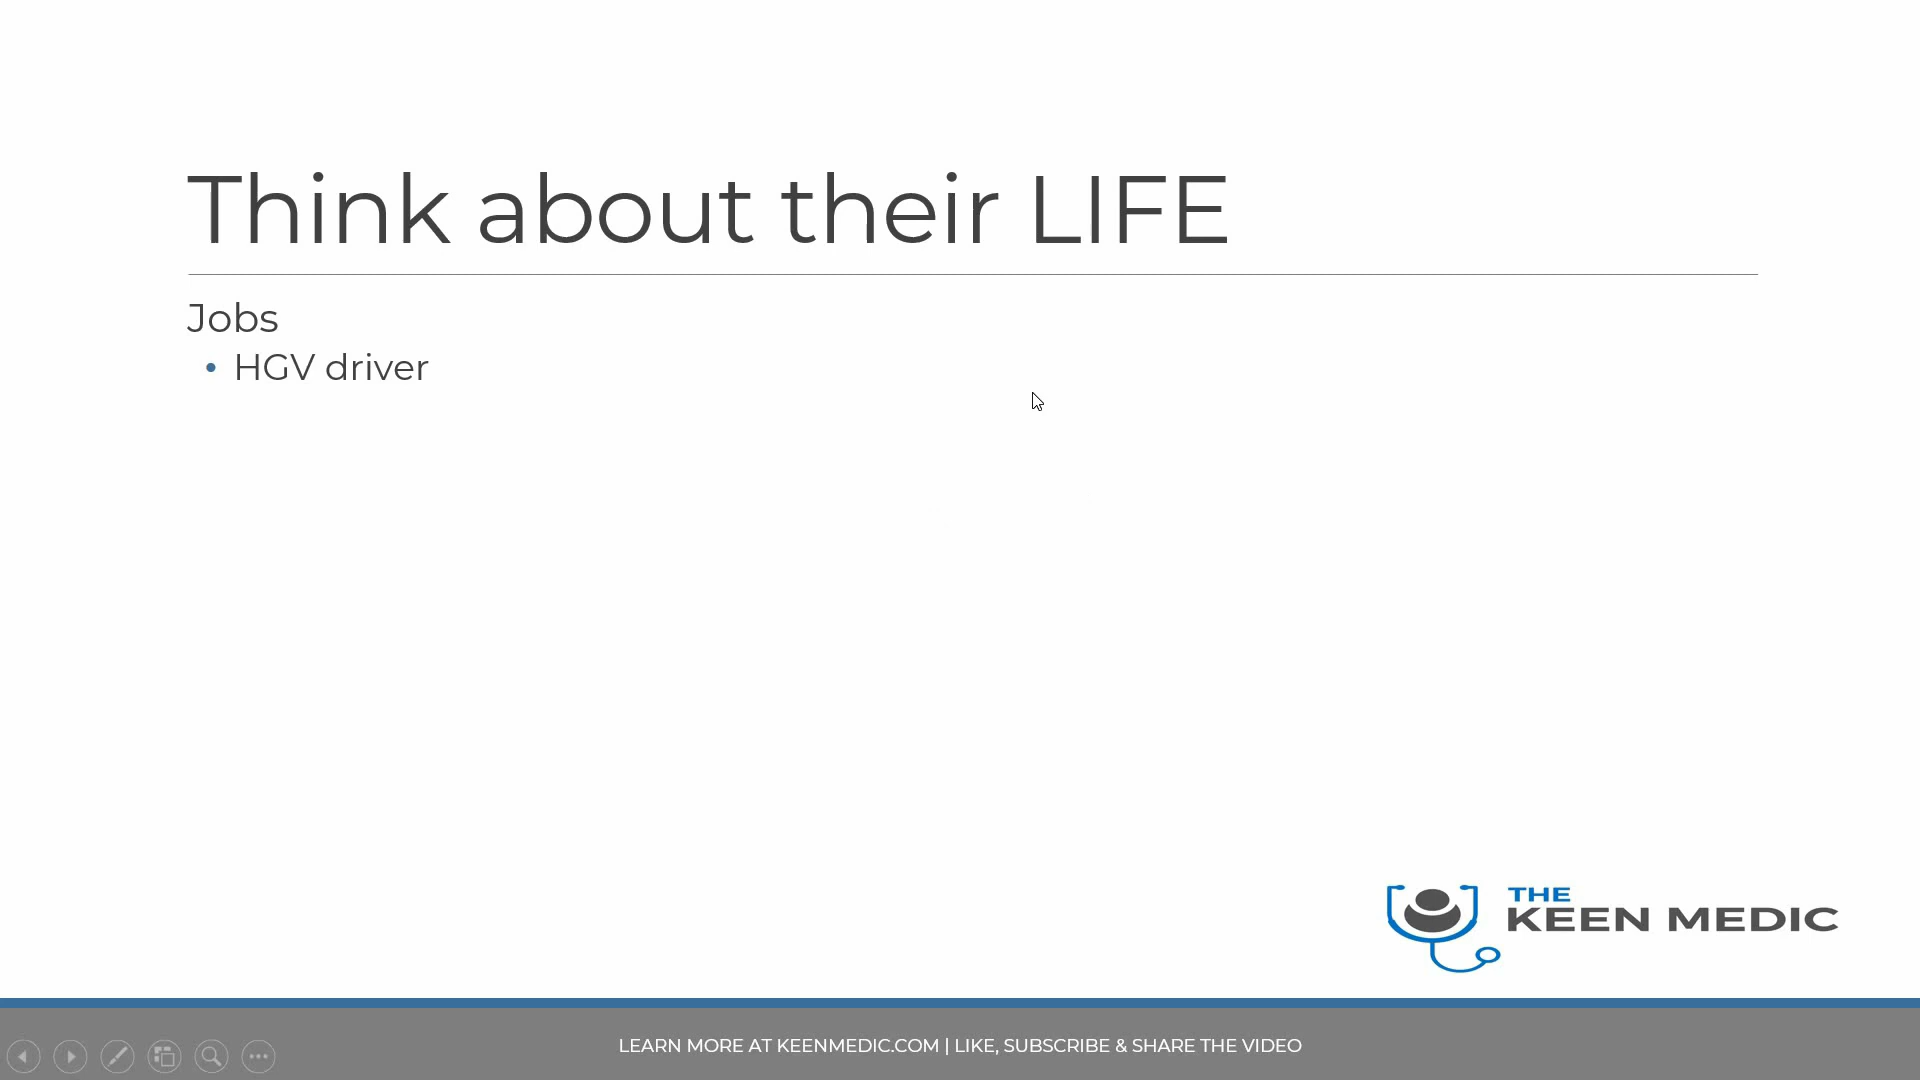 Think about their LIFE
Jobs
• HGV driver
THE
KEEN MEDIC
LEARN MORE AT KEENMEDIC.COM | LIKE, SUBSCRIBE & SHARE THE VIDEO